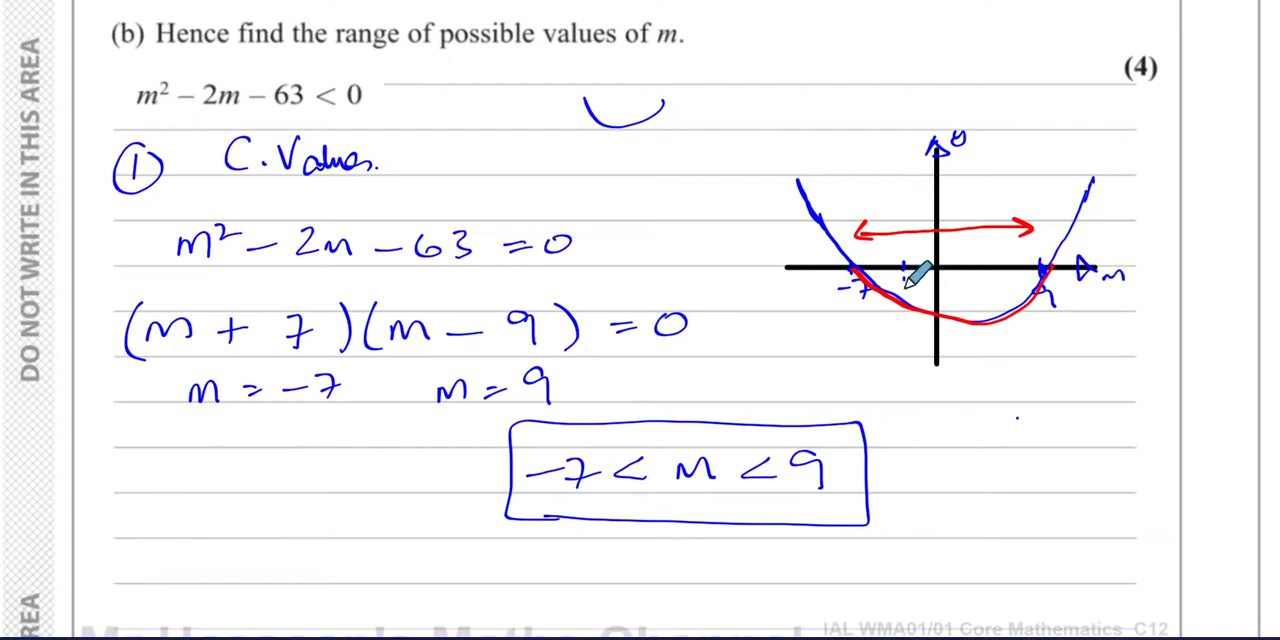 DO NOT WRITE IN THIS AREA
(b) Hence find the range of possible values of m.
(4)
m² − 2m − 63 < 0
① C. Values.
m² − 2m − 63 = 0
(m + 7)(m − 9) = 0
m = −7 m = 9
−7 < m < 9
y
−7
9
m
REA
IAL WMA01/01 Core Mathematics C12